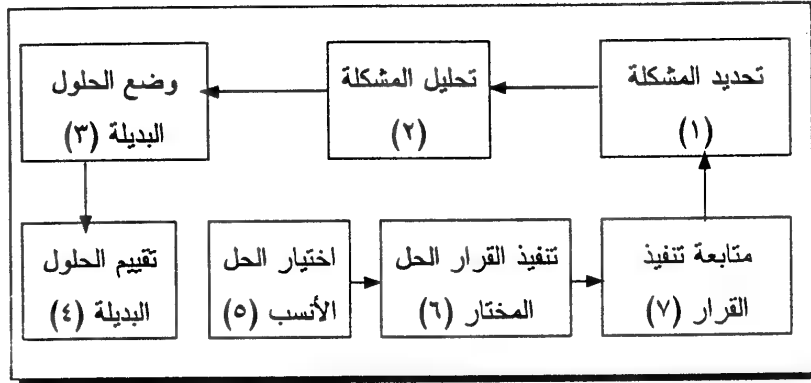 تحديد المشكلة
(١)
تحليل المشكلة
(٢)
وضع الحلول
البديلة (٣)
تقييم الحلول
البديلة (٤)
اختيار الحل
الأنسب (٥)
تنفيذ القرار الحل
المختار (٦)
متابعة تنفيذ
القرار (٧)